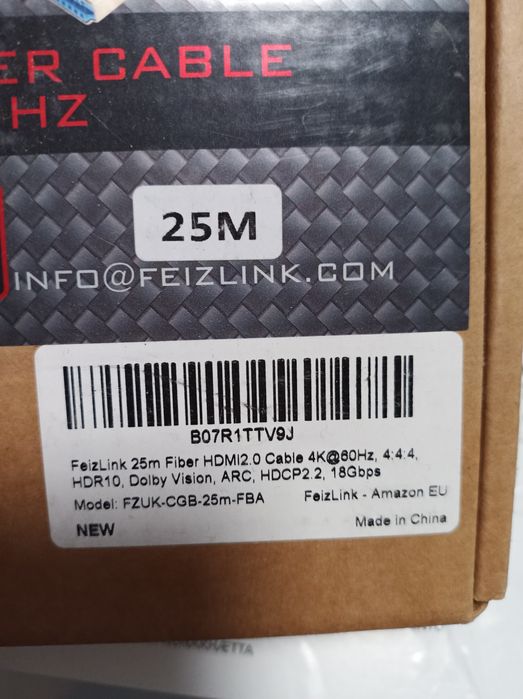 ER CABLE
HZ
25M
INFO@FEIZLINK.COM
B07R1TTV9J
FeizLink 25m Fiber HDMI2.0 Cable 4K@60Hz, 4:4:4,
HDR10, Dolby Vision, ARC, HDCP2.2, 18Gbps
Model: FZUK-CGB-25m-FBA FeizLink - Amazon EU
NEW Made in China